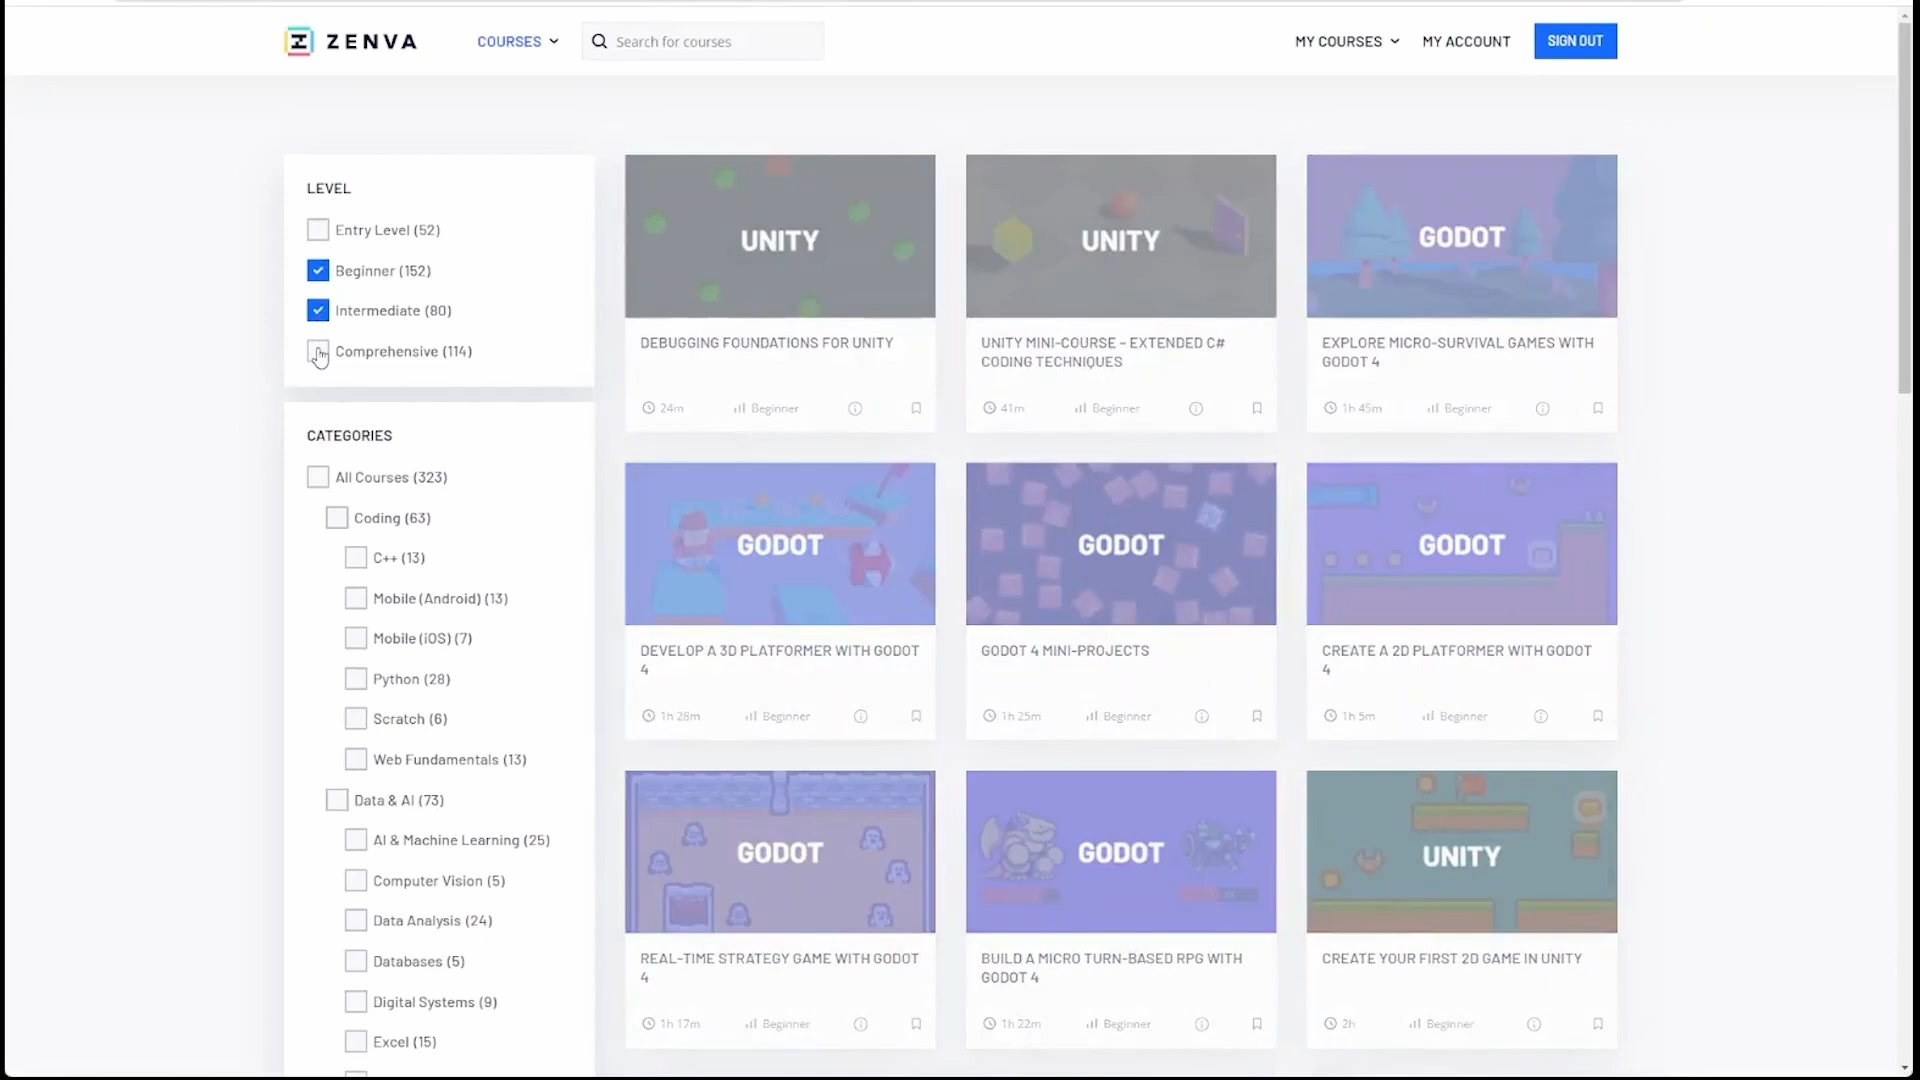 ZENVA
COURSES
Search for courses
MY COURSES
MY ACCOUNT
SIGN OUT
LEVEL
Entry Level (52)
Beginner (152)
Intermediate (80)
Comprehensive (114)
CATEGORIES
All Courses (323)
Coding (63)
C++ (13)
Mobile (Android) (13)
Mobile (iOS) (7)
Python (28)
Scratch (6)
Web Fundamentals (13)
Data & AI (73)
AI & Machine Learning (25)
Computer Vision (5)
Data Analysis (24)
Databases (5)
Digital Systems (9)
Excel (15)
UNITY
DEBUGGING FOUNDATIONS FOR UNITY
24m Beginner
UNITY
UNITY MINI-COURSE – EXTENDED C#
CODING TECHNIQUES
41m Beginner
GODOT
EXPLORE MICRO-SURVIVAL GAMES WITH
GODOT 4
1h 45m Beginner
GODOT
DEVELOP A 3D PLATFORMER WITH GODOT
4
1h 28m Beginner
GODOT
GODOT 4 MINI-PROJECTS
1h 25m Beginner
GODOT
CREATE A 2D PLATFORMER WITH GODOT
4
1h 5m Beginner
GODOT
REAL-TIME STRATEGY GAME WITH GODOT
4
1h 17m Beginner
GODOT
BUILD A MICRO TURN-BASED RPG WITH
GODOT 4
1h 22m Beginner
UNITY
CREATE YOUR FIRST 2D GAME IN UNITY
2h Beginner